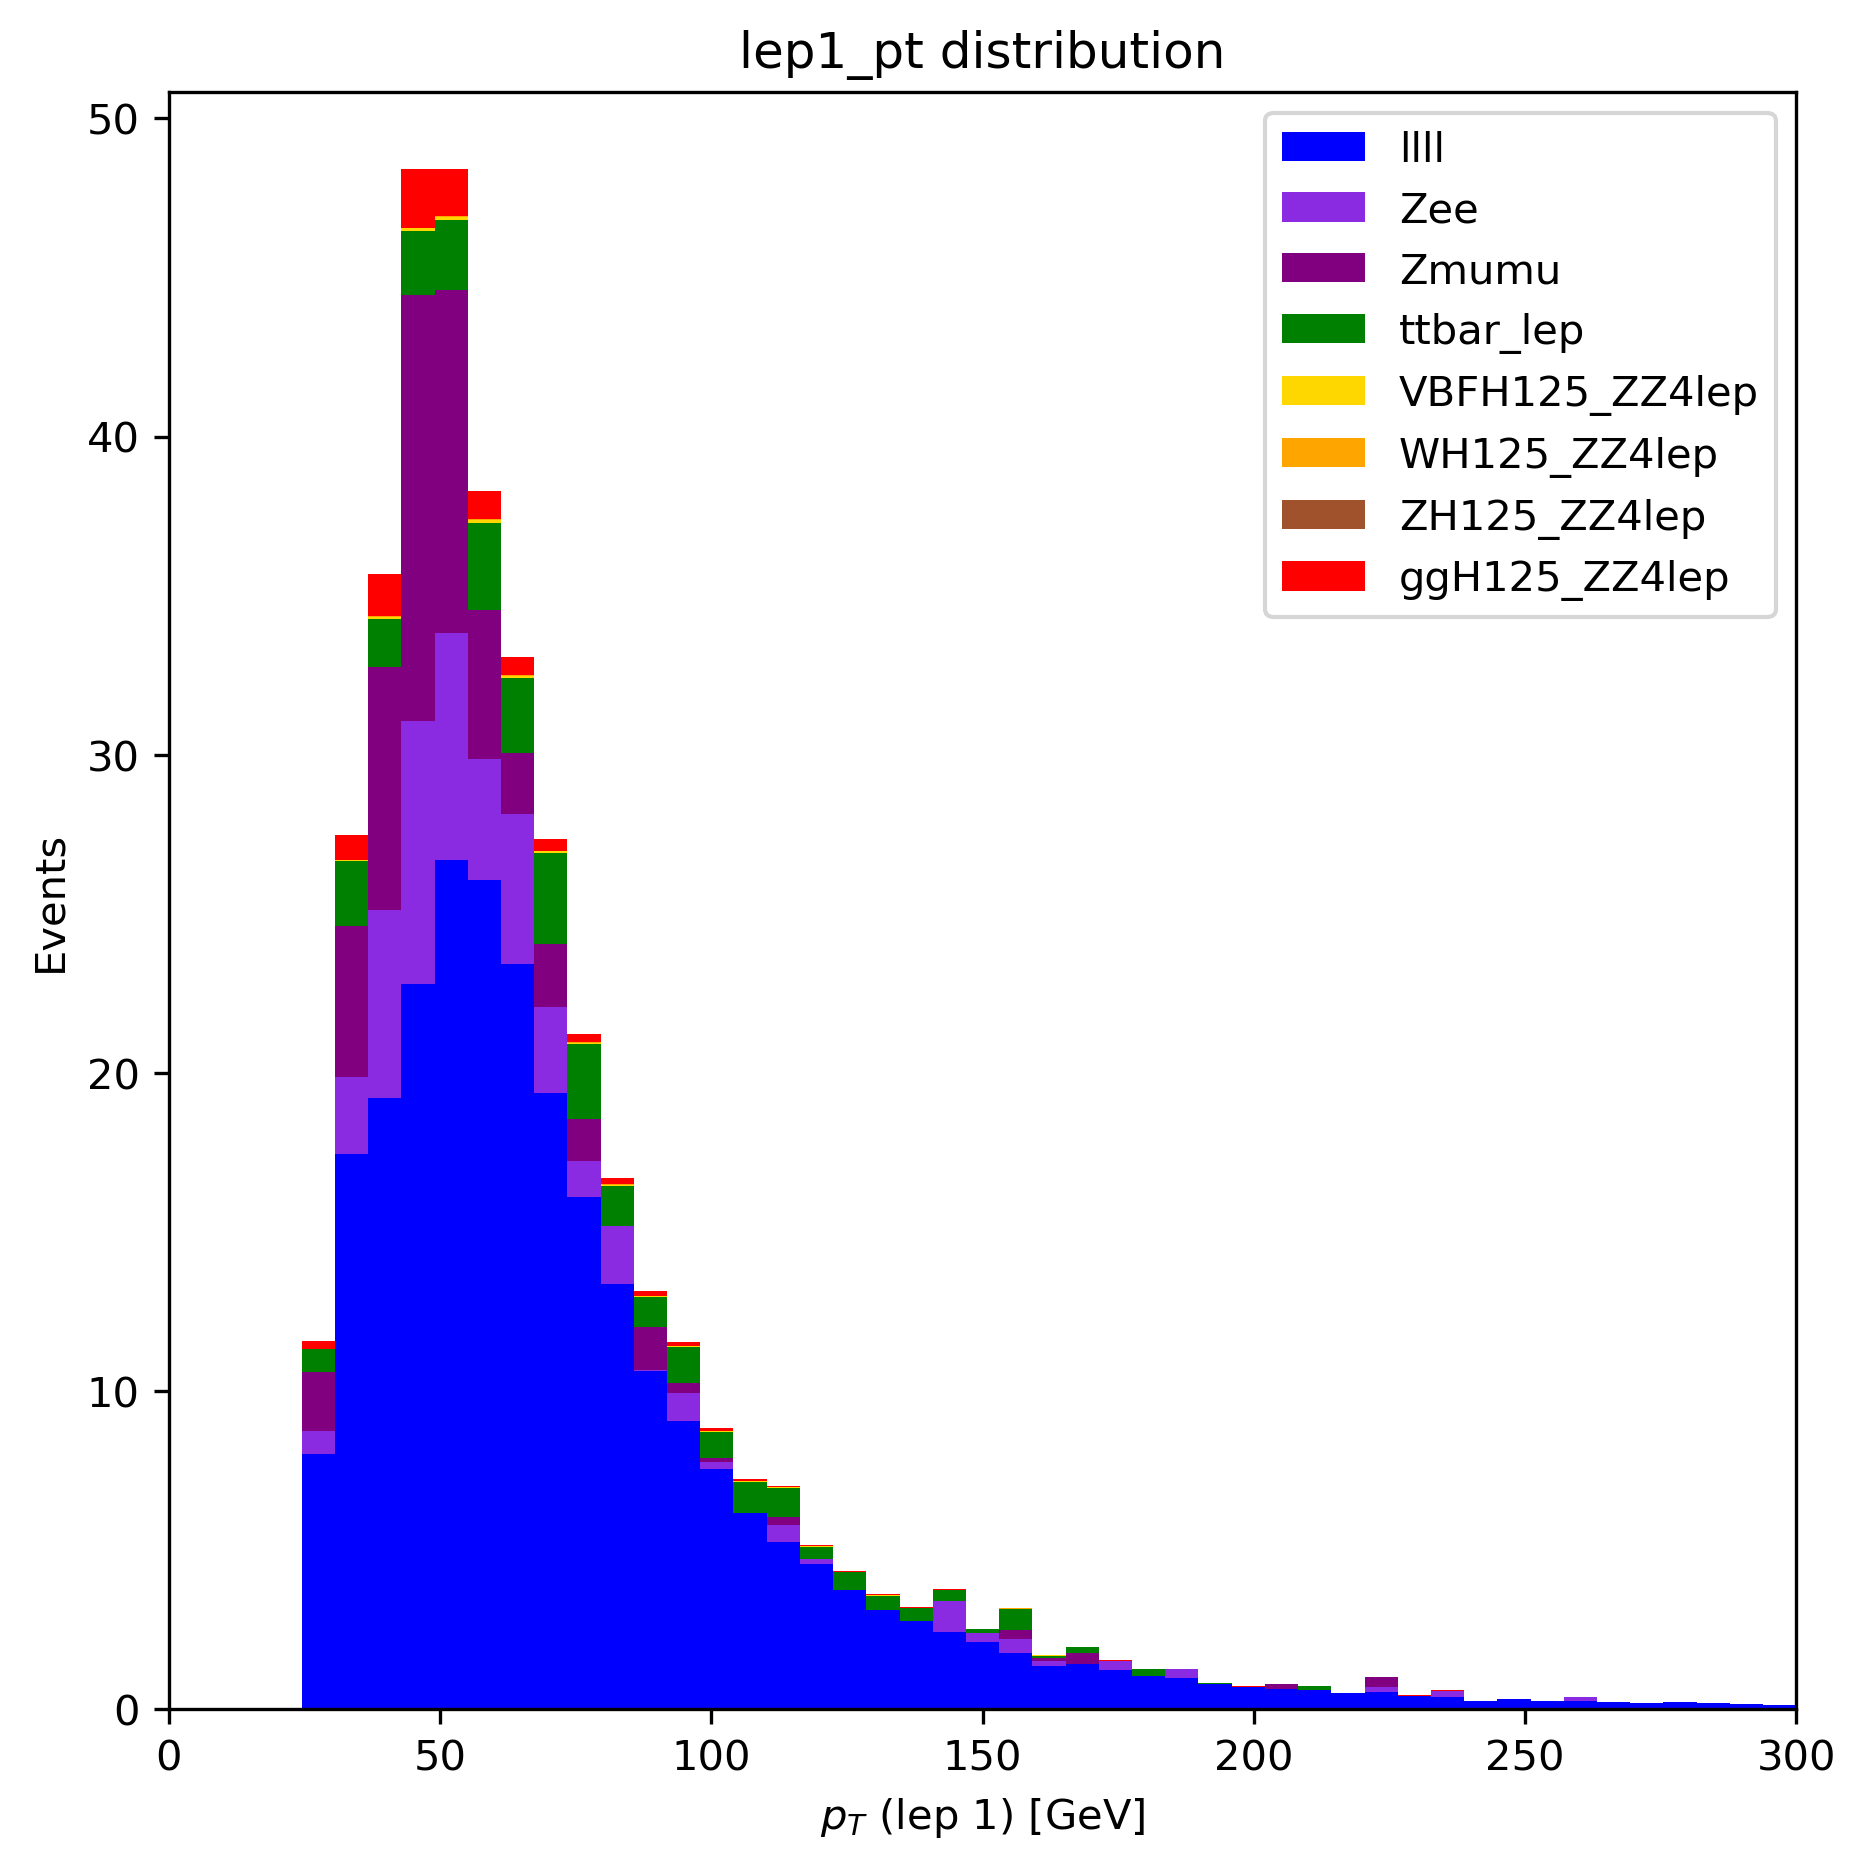 lep1_pt distribution
50
40
30
20
10
0
Events
0 50 100 150 200 250 300
p_T (lep 1) [GeV]
llll
Zee
Zmumu
ttbar_lep
VBFH125_ZZ4lep
WH125_ZZ4lep
ZH125_ZZ4lep
ggH125_ZZ4lep